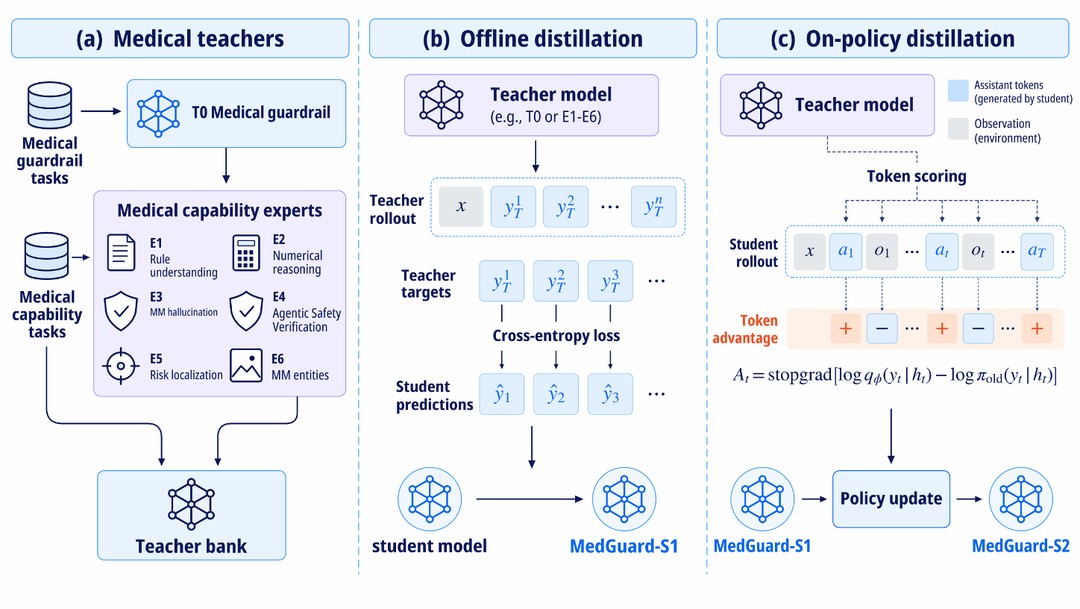 (a) Medical teachers
Medical
guardrail
tasks
T0 Medical guardrail
Medical capability experts
E1
Rule
understanding
E2
Numerical
reasoning
E3
MM hallucination
E4
Agentic Safety
Verification
E5
Risk localization
E6
MM entities
Medical
capability
tasks
Teacher bank
(b) Offline distillation
Teacher model
(e.g., T0 or E1-E6)
Teacher
rollout
x y_T^1 y_T^2 ⋯ y_T^n
Teacher
targets
y_T^1 y_T^2 y_T^3 ⋯
Cross-entropy loss
Student
predictions
ŷ_1 ŷ_2 ŷ_3 ⋯
student model
MedGuard-S1
(c) On-policy distillation
Teacher model
Assistant tokens
(generated by student)
Observation
(environment)
Token scoring
Student
rollout
x a_1 o_1 ⋯ a_t o_t ⋯ a_T
Token
advantage
+ − ⋯ + − ⋯ +
A_t = stopgrad[log q_ϕ(y_t | h_t) − log π_old(y_t | h_t)]
Policy update
MedGuard-S1
MedGuard-S2